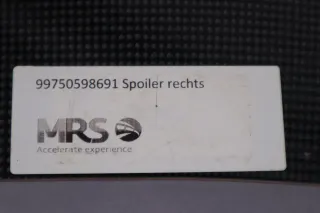 99750598691 Spoiler rechts
MRS
Accelerate experience